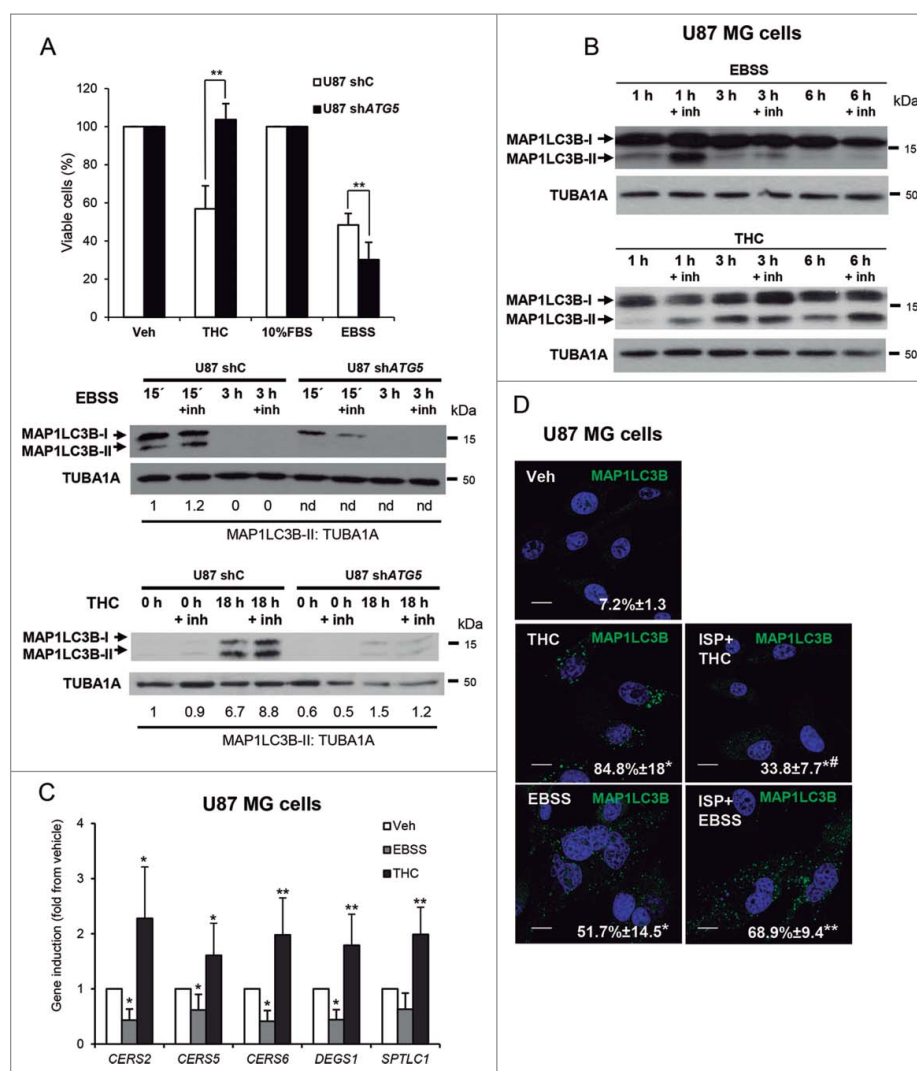 A
U87 shC
U87 shATG5
**
**
120
100
80
60
40
20
0
Viable cells (%)
Veh THC 10%FBS EBSS
U87 shC U87 shATG5
EBSS 15´ 15´ +inh 3 h 3 h +inh 15´ 15´ +inh 3 h 3 h +inh kDa
MAP1LC3B-I
MAP1LC3B-II
15
TUBA1A
50
1 1.2 0 0 nd nd nd nd
MAP1LC3B-II: TUBA1A
U87 shC U87 shATG5
THC 0 h 0 h + inh 18 h 18 h + inh 0 h 0 h + inh 18 h 18 h + inh kDa
MAP1LC3B-I
MAP1LC3B-II
15
TUBA1A
50
1 0.9 6.7 8.8 0.6 0.5 1.5 1.2
MAP1LC3B-II: TUBA1A
B
U87 MG cells
EBSS
1 h 1 h + inh 3 h 3 h + inh 6 h 6 h + inh kDa
MAP1LC3B-I
MAP1LC3B-II
15
TUBA1A
50
THC
1 h 1 h + inh 3 h 3 h + inh 6 h 6 h + inh
MAP1LC3B-I
MAP1LC3B-II
15
TUBA1A
50
C
U87 MG cells
Veh
EBSS
THC
Gene induction (fold from vehicle)
4
3
2
1
0
* * ** ** **
* * * *
CERS2 CERS5 CERS6 DEGS1 SPTLC1
D
U87 MG cells
Veh MAP1LC3B
7.2%±1.3
THC MAP1LC3B
84.8%±18*
ISP+ THC MAP1LC3B
33.8±7.7*#
EBSS MAP1LC3B
51.7%±14.5*
ISP+ EBSS MAP1LC3B
68.9%±9.4**